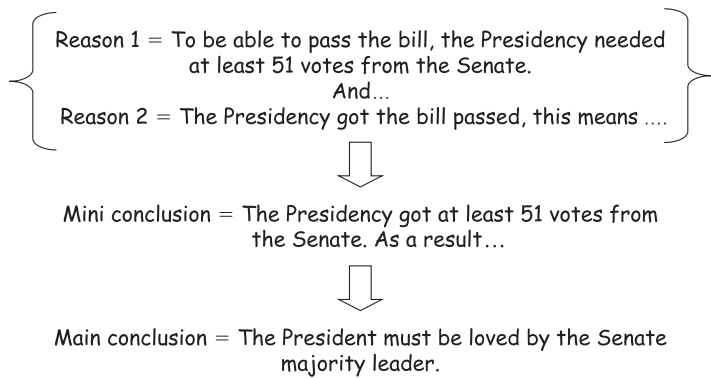 Reason 1 = To be able to pass the bill, the Presidency needed
at least 51 votes from the Senate.
And...
Reason 2 = The Presidency got the bill passed, this means ....
Mini conclusion = The Presidency got at least 51 votes from
the Senate. As a result...
Main conclusion = The President must be loved by the Senate
majority leader.